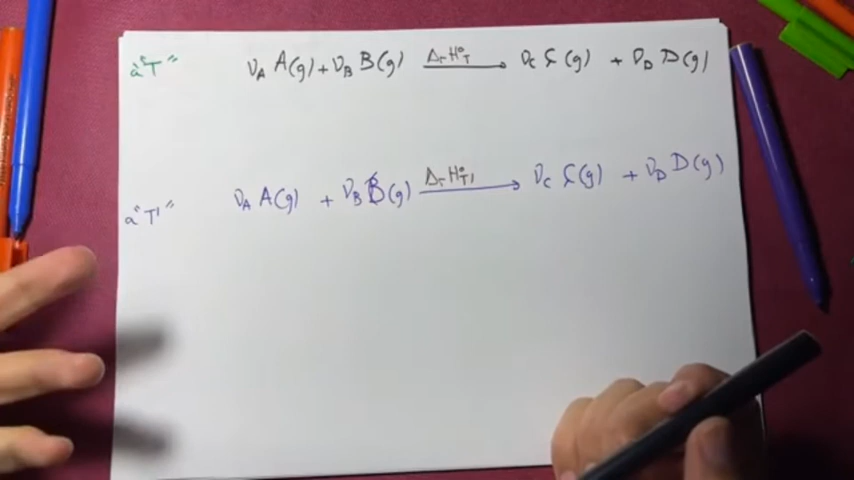 à "T" νA A(g) + νB B(g) ΔrH°T → νC C(g) + νD D(g)
à "T'" νA A(g) + νB B(g) ΔrH°T' → νC C(g) + νD D(g)